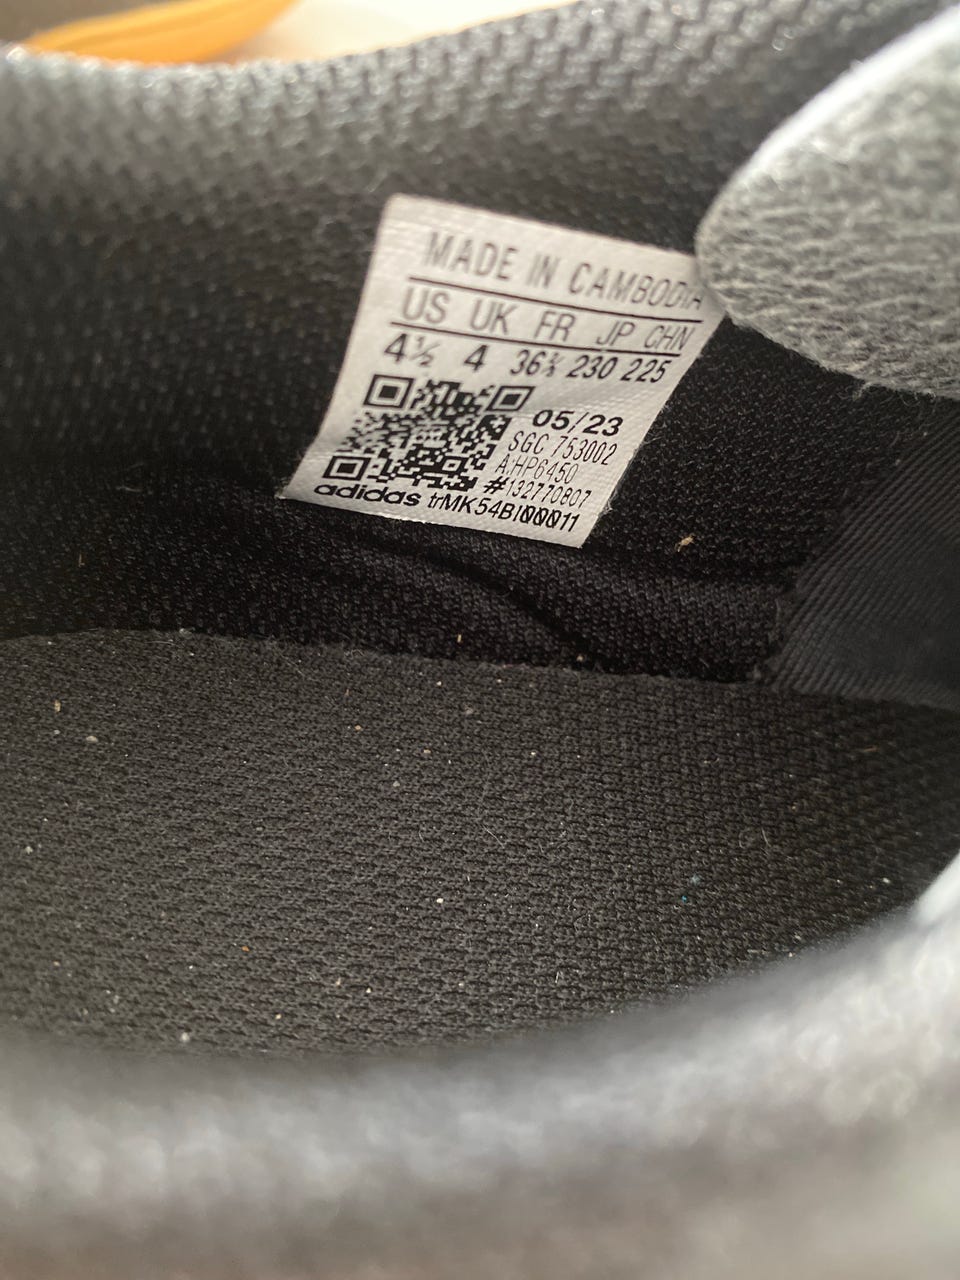 MADE IN CAMBODIA
US UK FR JP CHN
4½ 4 36⅔ 230 225
05/23
SGC 753002
A:HP6450
#132770807
adidas trMK54BI00011